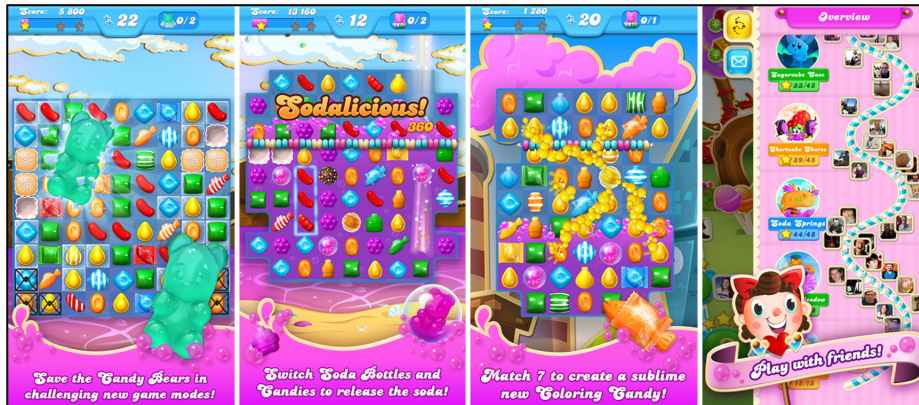 Score: 5 800
22
0/2
Save the Candy Bears in
challenging new game modes!
Score: 13 160
12
0/2
Sodalicious!
360
Switch Soda Bottles and
Candies to release the soda!
Score: 1 280
20
0/1
Match 7 to create a sublime
new Coloring Candy!
Overview
Sugarcube Cave
33/45
Shortcake Shores
39/45
Soda Springs
44/45
Play with friends!